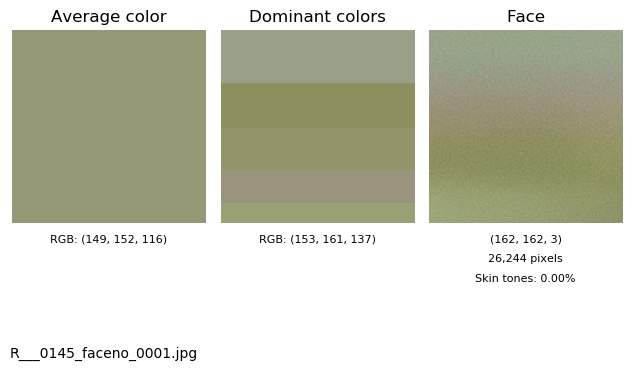 Average color
Dominant colors
Face
RGB: (149, 152, 116)
RGB: (153, 161, 137)
(162, 162, 3)
26,244 pixels
Skin tones: 0.00%
R___0145_faceno_0001.jpg